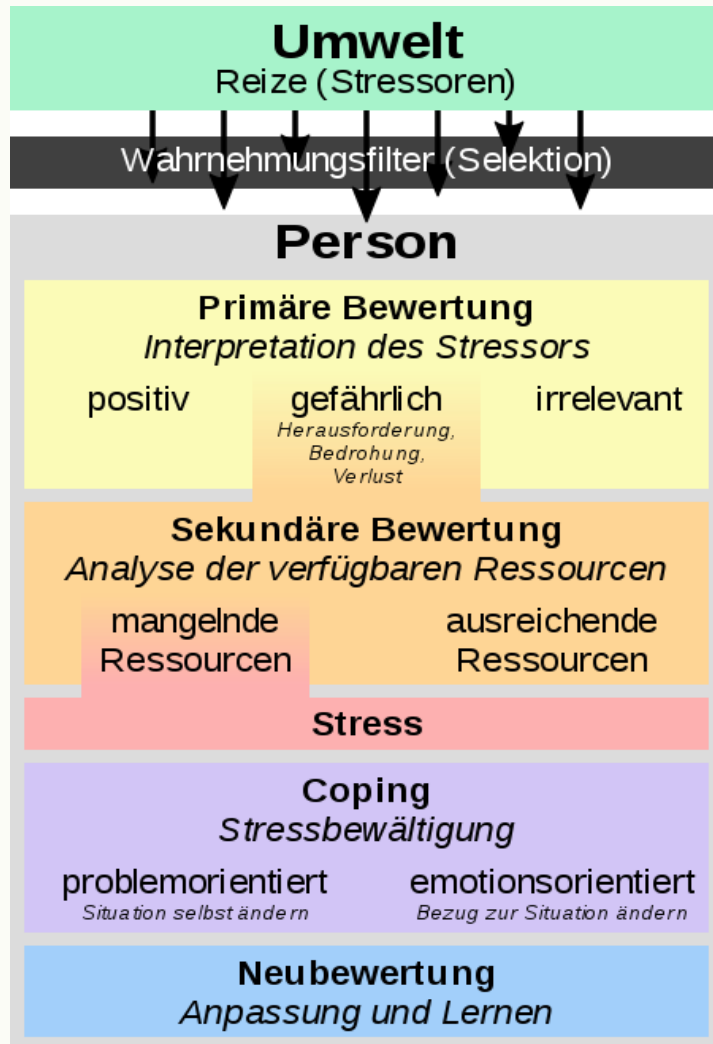 Umwelt
Reize (Stressoren)
Wahrnehmungsfilter (Selektion)
Person
Primäre Bewertung
Interpretation des Stressors
positiv gefährlich irrelevant
Herausforderung,
Bedrohung,
Verlust
Sekundäre Bewertung
Analyse der verfügbaren Ressourcen
mangelnde ausreichende
Ressourcen Ressourcen
Stress
Coping
Stressbewältigung
problemorientiert emotionsorientiert
Situation selbst ändern Bezug zur Situation ändern
Neubewertung
Anpassung und Lernen